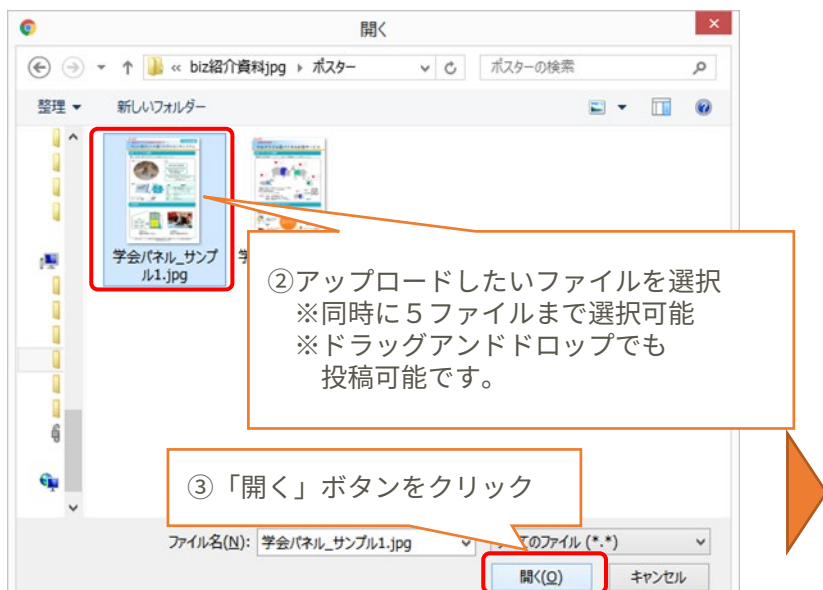 開く
« biz紹介資料jpg ポスター
ポスターの検索
整理
新しいフォルダー
学会パネル_サンプ
ル1.jpg
②アップロードしたいファイルを選択
※同時に５ファイルまで選択可能
※ドラッグアンドドロップでも
投稿可能です。
③「開く」ボタンをクリック
ファイル名(N): 学会パネル_サンプル1.jpg
てのファイル (*.*)
開く(O)
キャンセル